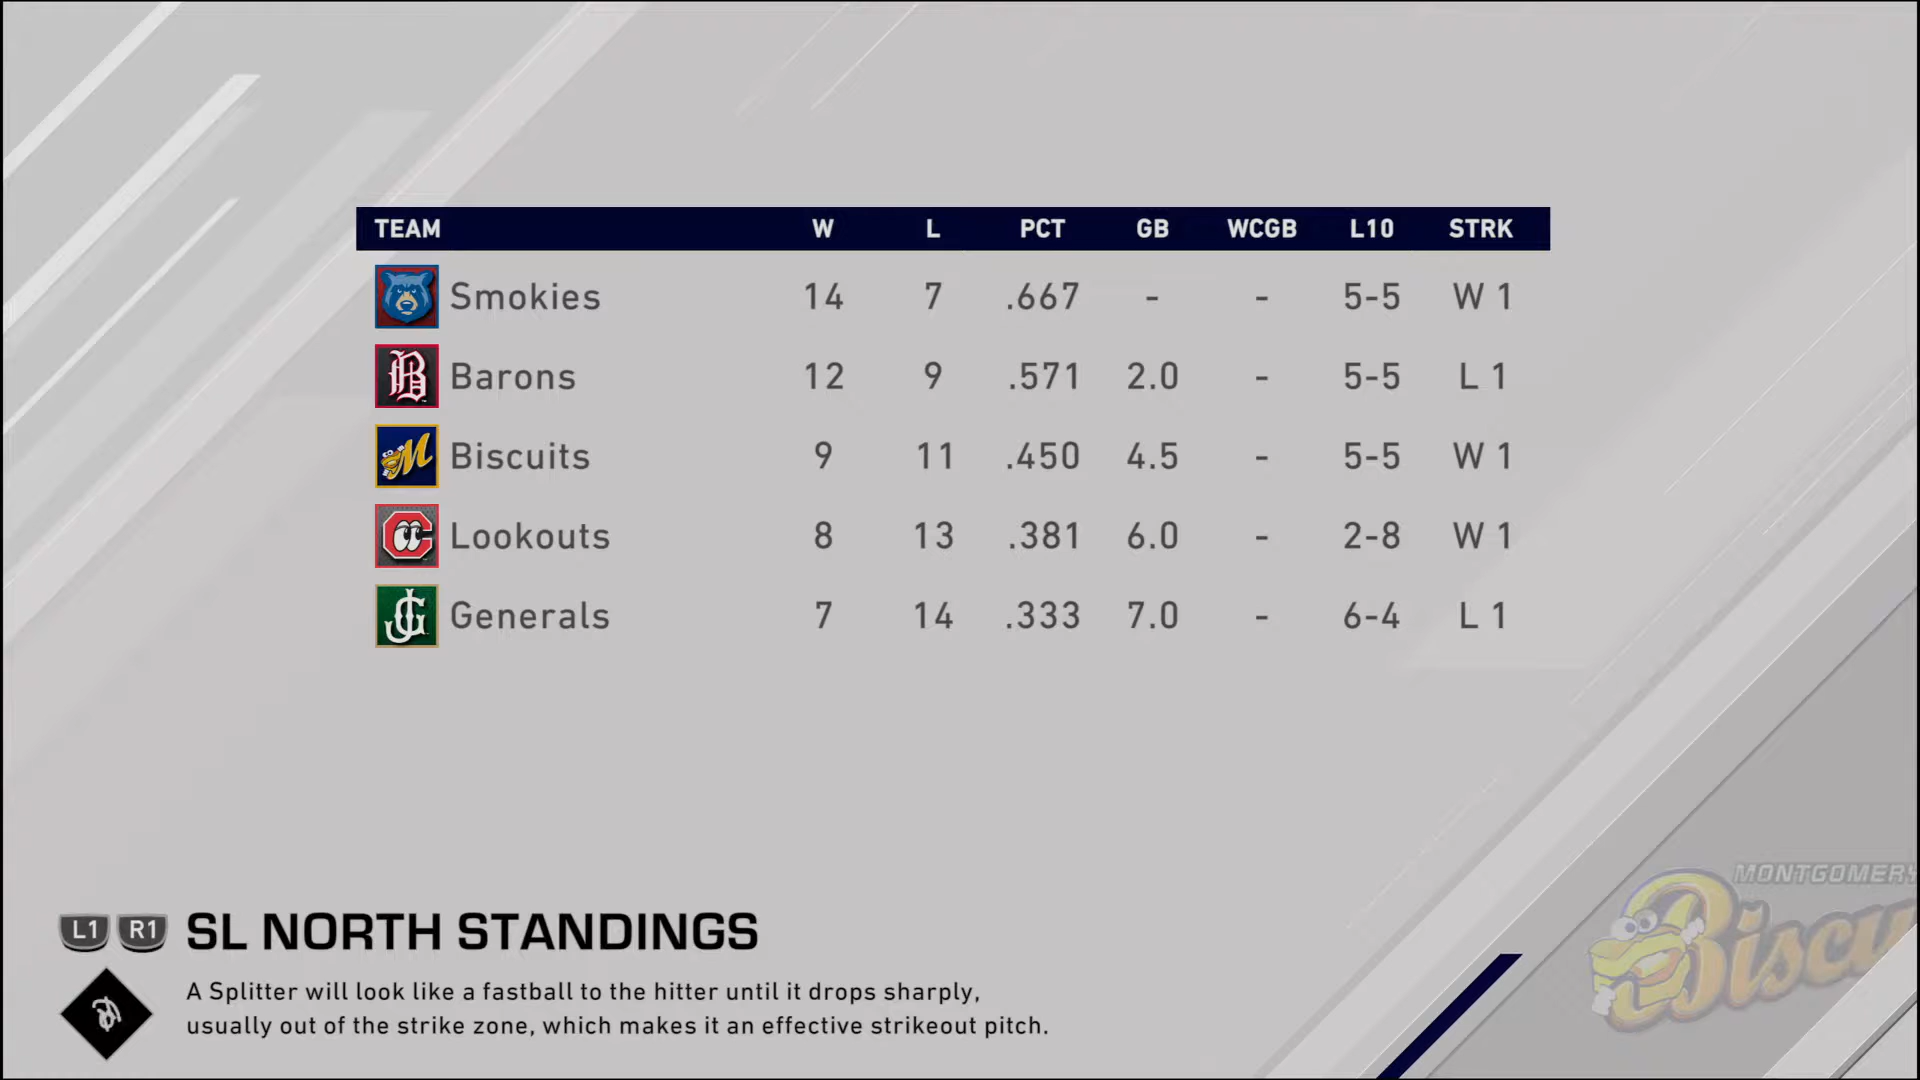 TEAM W L PCT GB WCGB L10 STRK
Smokies 14 7 .667 - - 5-5 W 1
Barons 12 9 .571 2.0 - 5-5 L 1
Biscuits 9 11 .450 4.5 - 5-5 W 1
Lookouts 8 13 .381 6.0 - 2-8 W 1
Generals 7 14 .333 7.0 - 6-4 L 1
L1 R1 SL NORTH STANDINGS
A Splitter will look like a fastball to the hitter until it drops sharply,
usually out of the strike zone, which makes it an effective strikeout pitch.
MONTGOMERY
Biscu